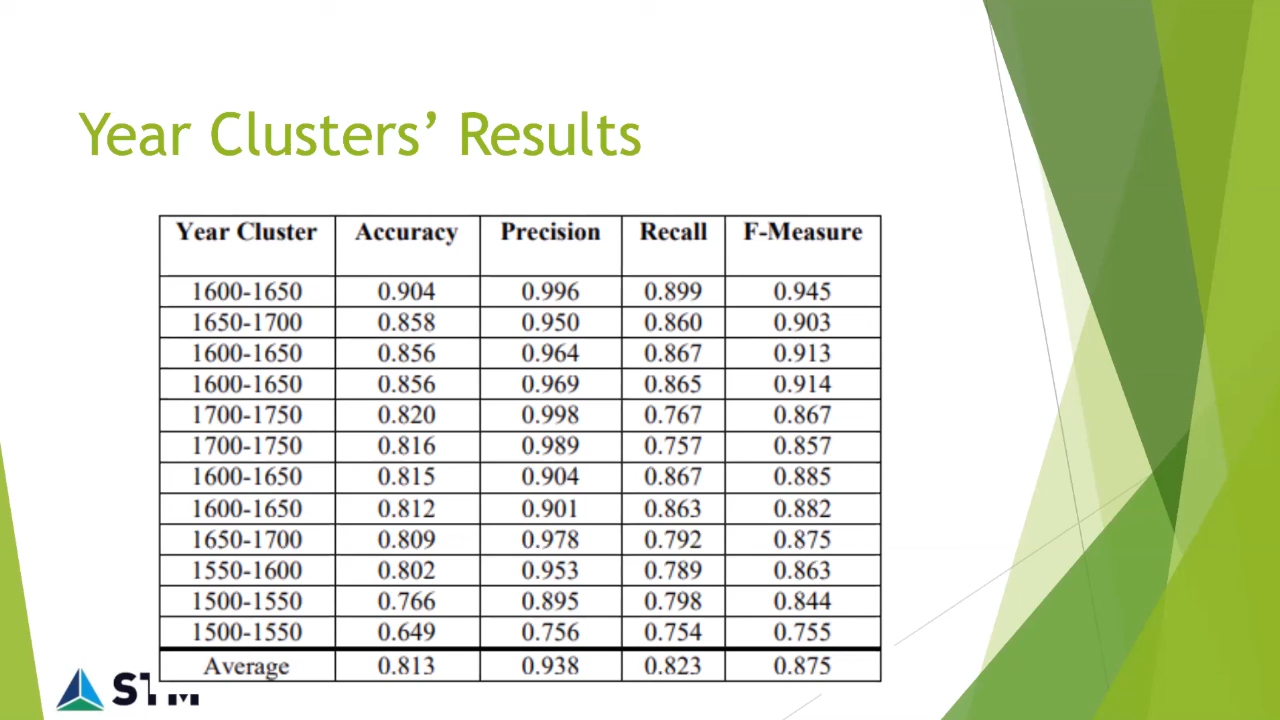 Year Clusters’ Results
Year Cluster Accuracy Precision Recall F-Measure
1600-1650 0.904 0.996 0.899 0.945
1650-1700 0.858 0.950 0.860 0.903
1600-1650 0.856 0.964 0.867 0.913
1600-1650 0.856 0.969 0.865 0.914
1700-1750 0.820 0.998 0.767 0.867
1700-1750 0.816 0.989 0.757 0.857
1600-1650 0.815 0.904 0.867 0.885
1600-1650 0.812 0.901 0.863 0.882
1650-1700 0.809 0.978 0.792 0.875
1550-1600 0.802 0.953 0.789 0.863
1500-1550 0.766 0.895 0.798 0.844
1500-1550 0.649 0.756 0.754 0.755
Average 0.813 0.938 0.823 0.875
STM